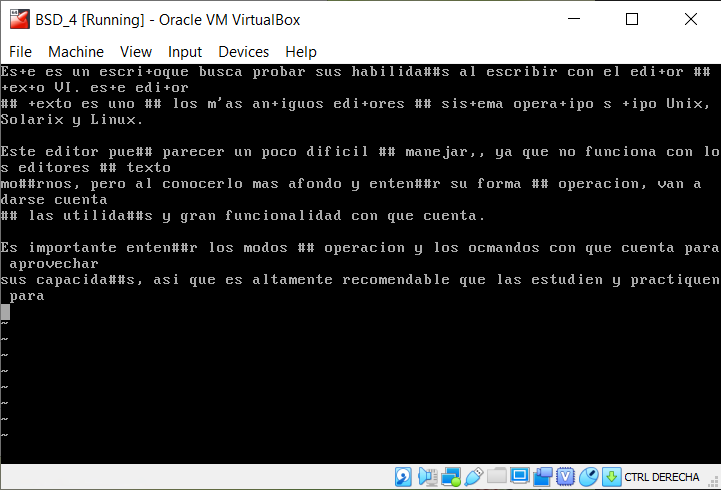 BSD_4 [Running] - Oracle VM VirtualBox
File Machine View Input Devices Help
Es+e es un escri+oque busca probar sus habilida##s al escribir con el edi+or ##
+ex+o VI. es+e edi+or
## +exto es uno ## los m'as an+iguos edi+ores ## sis+ema opera+ipo s +ipo Unix,
Solarix y Linux.
Este editor pue## parecer un poco dificil ## manejar,, ya que no funciona con lo
s editores ## texto
mo##rnos, pero al conocerlo mas afondo y enten##r su forma ## operacion, van a
darse cuenta
## las utilida##s y gran funcionalidad con que cuenta.
Es importante enten##r los modos ## operacion y los ocmandos con que cuenta para
aprovechar
sus capacida##s, asi que es altamente recomendable que las estudien y practiquen
para
~
~
~
~
~
~
~
~
CTRL DERECHA